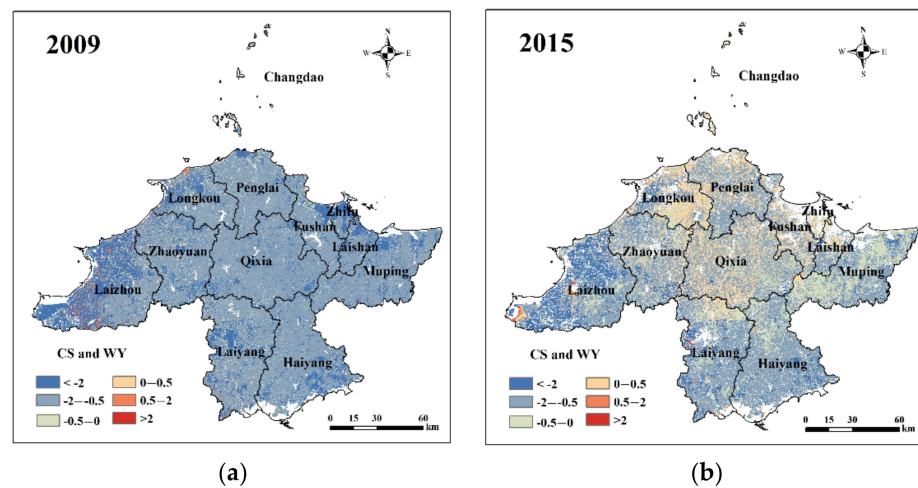 2009
N
W E
S
Changdao
Penglai
Longkou
Zhifu
Fushan
Laishan
Zhaoyuan
Qixia
Muping
Laizhou
Laiyang
Haiyang
CS and WY
< -2 0—0.5
-2—-0.5 0.5—2
-0.5—0 >2
0 15 30 60
km
(a)
2015
N
W E
S
Changdao
Penglai
Longkou
Zhifu
Fushan
Laishan
Zhaoyuan
Qixia
Muping
Laizhou
Laiyang
Haiyang
CS and WY
< -2 0—0.5
-2—-0.5 0.5—2
-0.5—0 >2
0 15 30 60
km
(b)